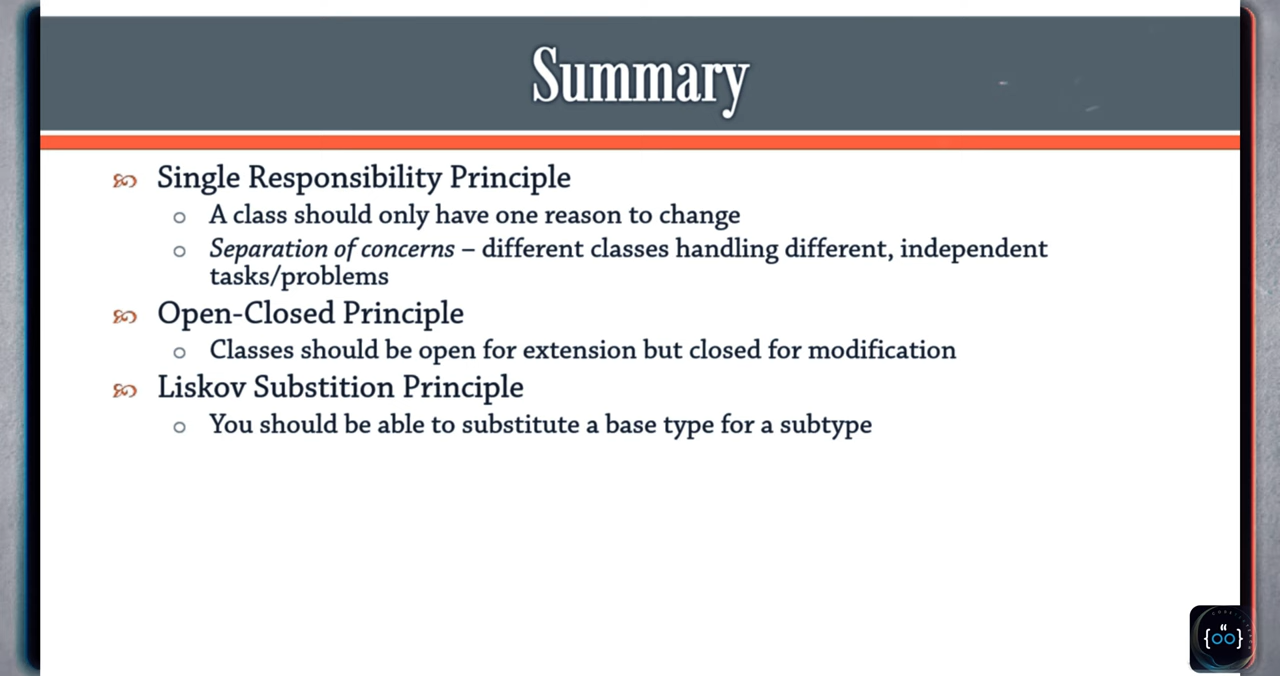 Summary
Single Responsibility Principle
A class should only have one reason to change
Separation of concerns – different classes handling different, independent
tasks/problems
Open-Closed Principle
Classes should be open for extension but closed for modification
Liskov Substition Principle
You should be able to substitute a base type for a subtype